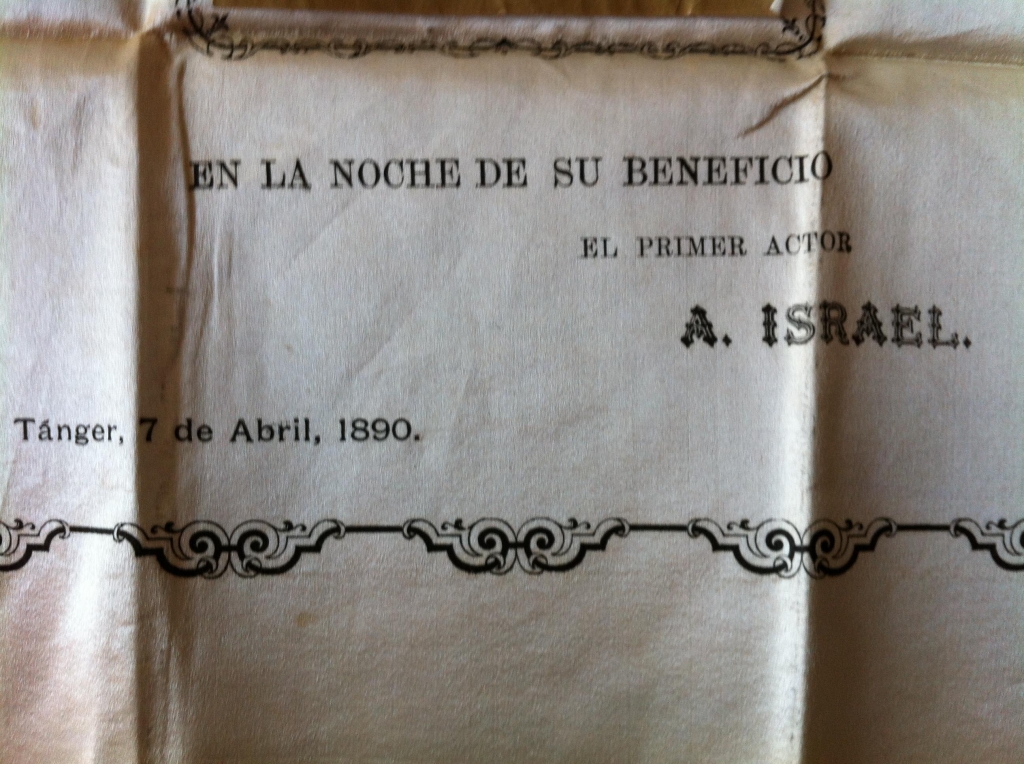 EN LA NOCHE DE SU BENEFICIO
EL PRIMER ACTOR
A. ISRAEL.
Tánger, 7 de Abril, 1890.